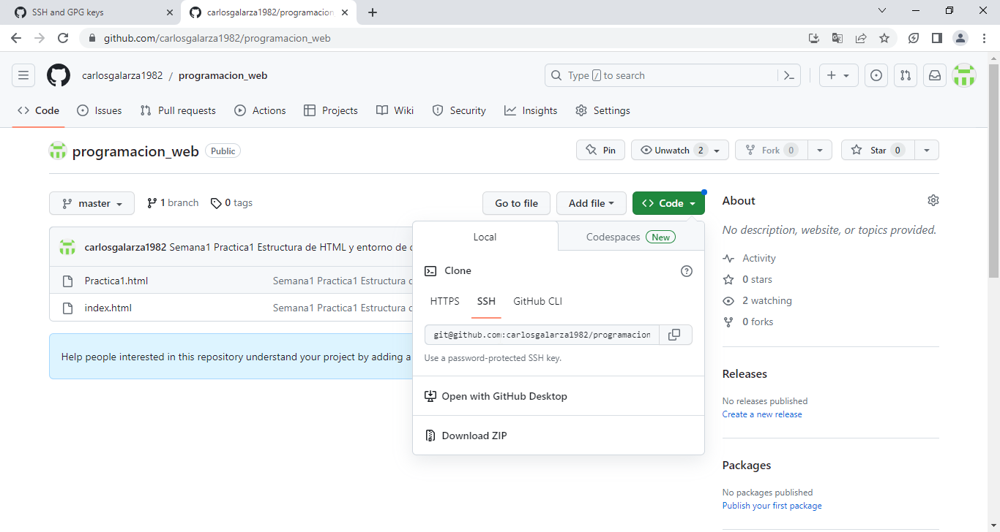 SSH and GPG keys
carlosgalarza1982/programacion
github.com/carlosgalarza1982/programacion_web
carlosgalarza1982 / programacion_web
Type / to search
Code Issues Pull requests Actions Projects Wiki Security Insights Settings
programacion_web Public
Pin Unwatch 2 Fork 0 Star 0
master 1 branch 0 tags
Go to file Add file Code
carlosgalarza1982 Semana1 Practica1 Estructura de HTML y entorno de
Practica1.html Semana1 Practica1 Estructura
index.html Semana1 Practica1 Estructura
Help people interested in this repository understand your project by adding a
Local Codespaces New
Clone
HTTPS SSH GitHub CLI
git@github.com:carlosgalarza1982/programacion
Use a password-protected SSH key.
Open with GitHub Desktop
Download ZIP
About
No description, website, or topics provided.
Activity
0 stars
2 watching
0 forks
Releases
No releases published
Create a new release
Packages
No packages published
Publish your first package